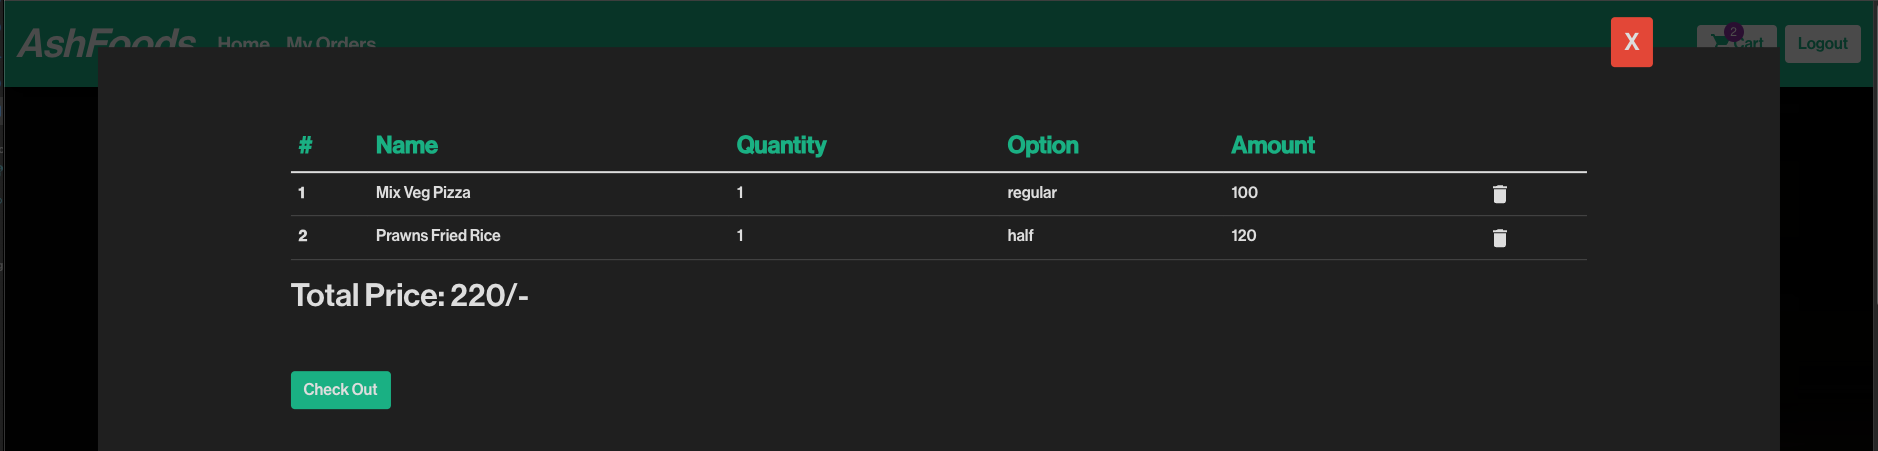 AshFoods Home My Orders X 2 Cart Logout
# Name Quantity Option Amount
1 Mix Veg Pizza 1 regular 100
2 Prawns Fried Rice 1 half 120
Total Price: 220/-
Check Out